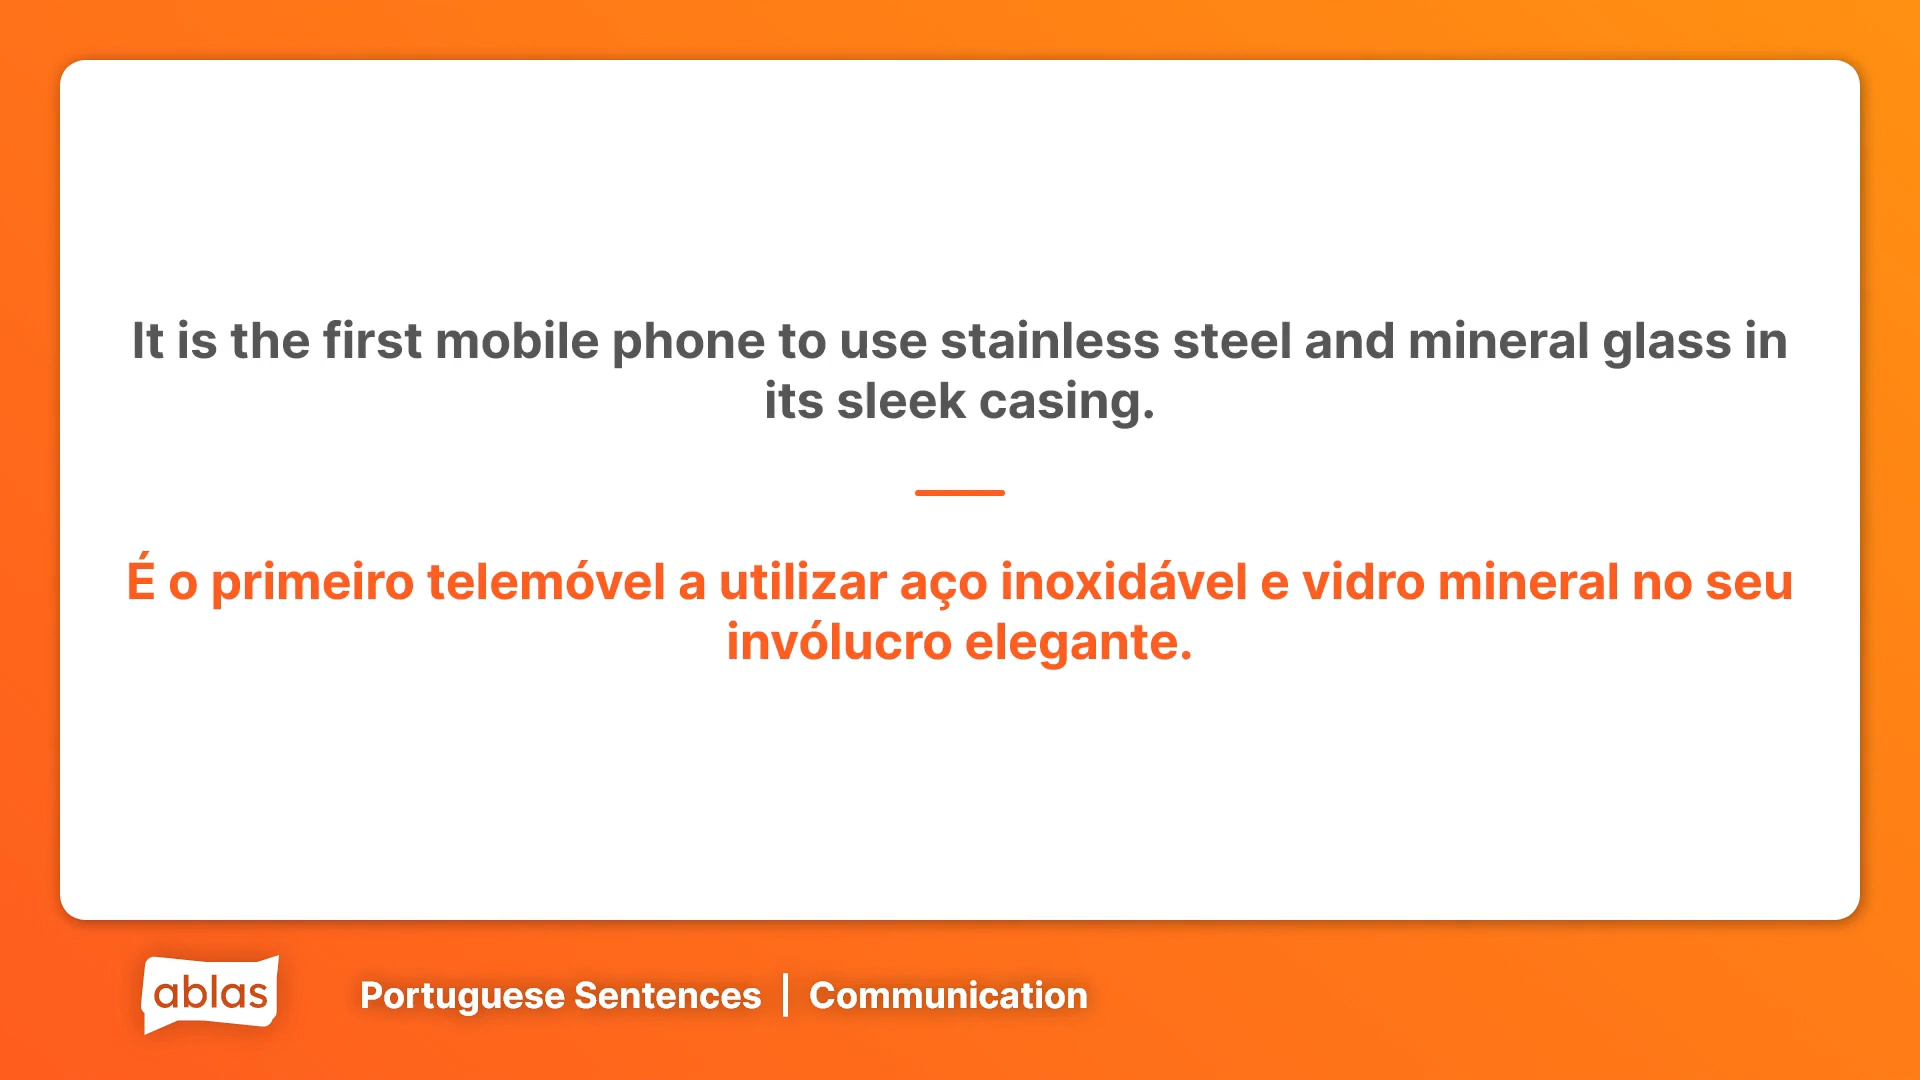 It is the first mobile phone to use stainless steel and mineral glass in
its sleek casing.
É o primeiro telemóvel a utilizar aço inoxidável e vidro mineral no seu
invólucro elegante.
ablas
Portuguese Sentences | Communication